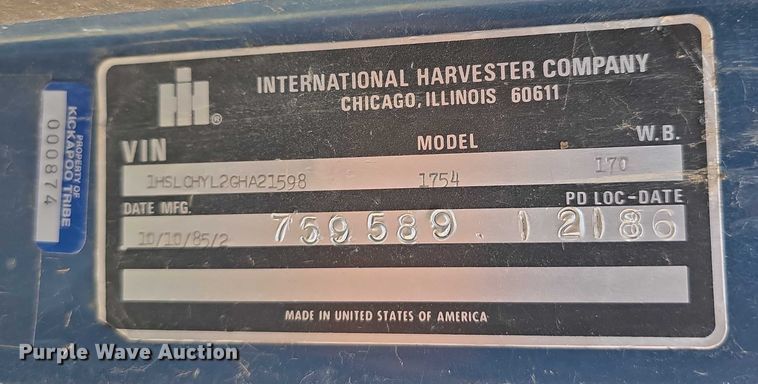 INTERNATIONAL HARVESTER COMPANY
CHICAGO, ILLINOIS 60611
VIN MODEL W.B.
1HSLCHYL2GHA21598 1754 170
DATE MFG. PD LOC-DATE
10/10/85/2 759589.12186
MADE IN UNITED STATES OF AMERICA
PROPERTY OF
KICKAPOO TRIBE
000874
Purple Wave Auction